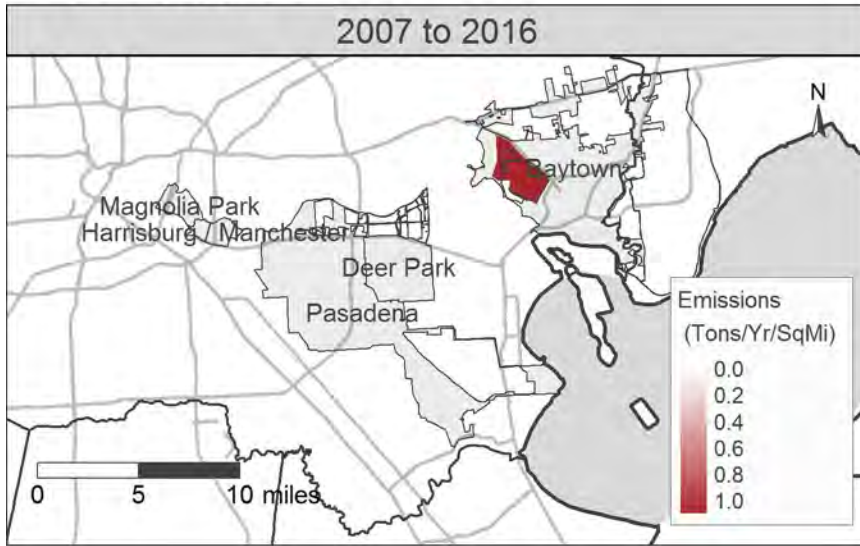 2007 to 2016
N
Baytown
Magnolia Park
Harrisburg / Manchester
Deer Park
Pasadena
Emissions
(Tons/Yr/SqMi)
0.0
0.2
0.4
0.6
0.8
1.0
0 5 10 miles